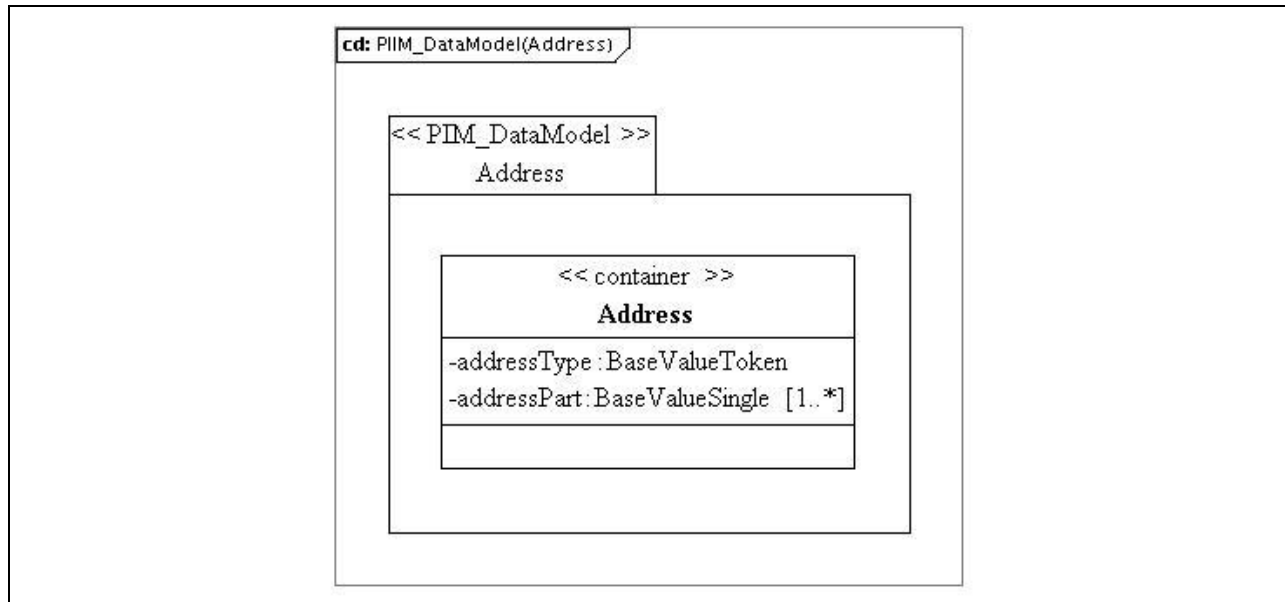 cd: PIIM_DataModel(Address)
<< PIM_DataModel >>
Address
<< container >>
Address
-addressType : BaseValueToken
-addressPart : BaseValueSingle [1..*]